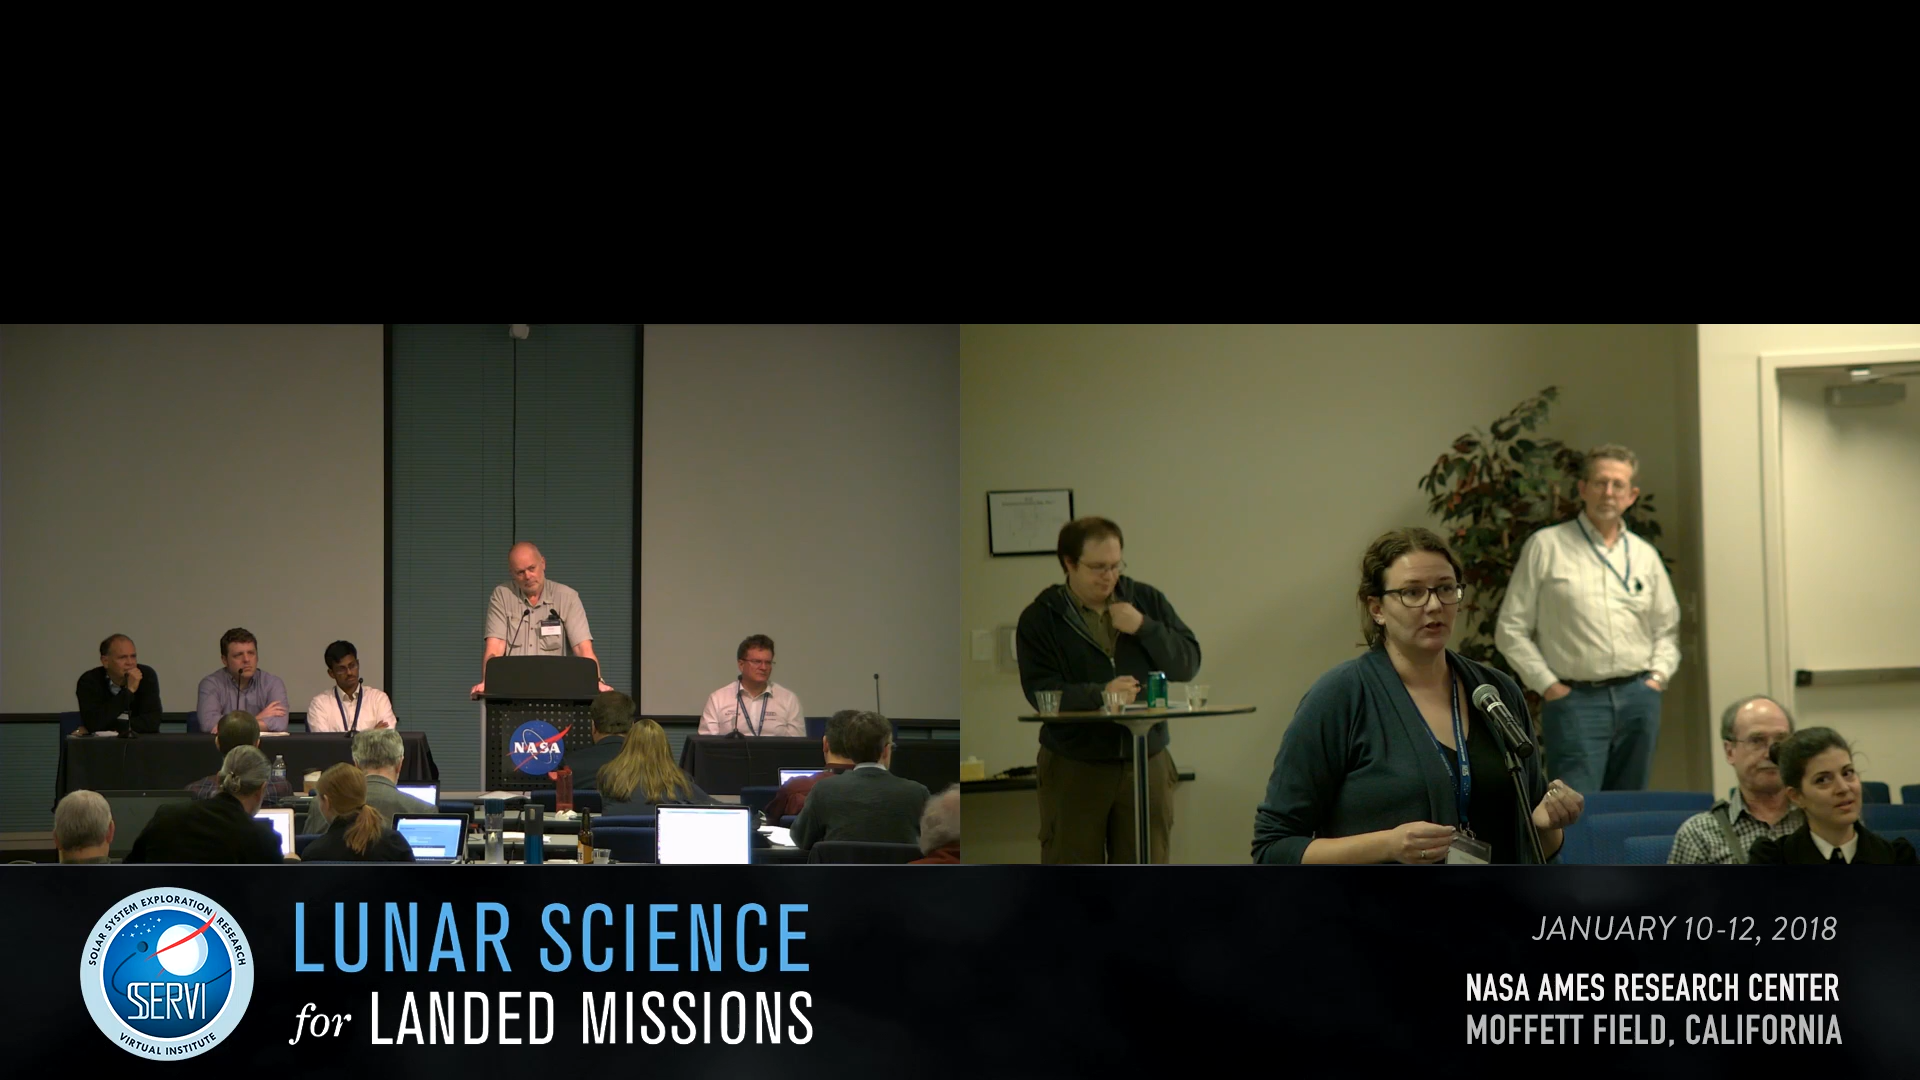 NASA
SOLAR SYSTEM EXPLORATION RESEARCH
SSERVI
VIRTUAL INSTITUTE
LUNAR SCIENCE
for LANDED MISSIONS
JANUARY 10-12, 2018
NASA AMES RESEARCH CENTER
MOFFETT FIELD, CALIFORNIA